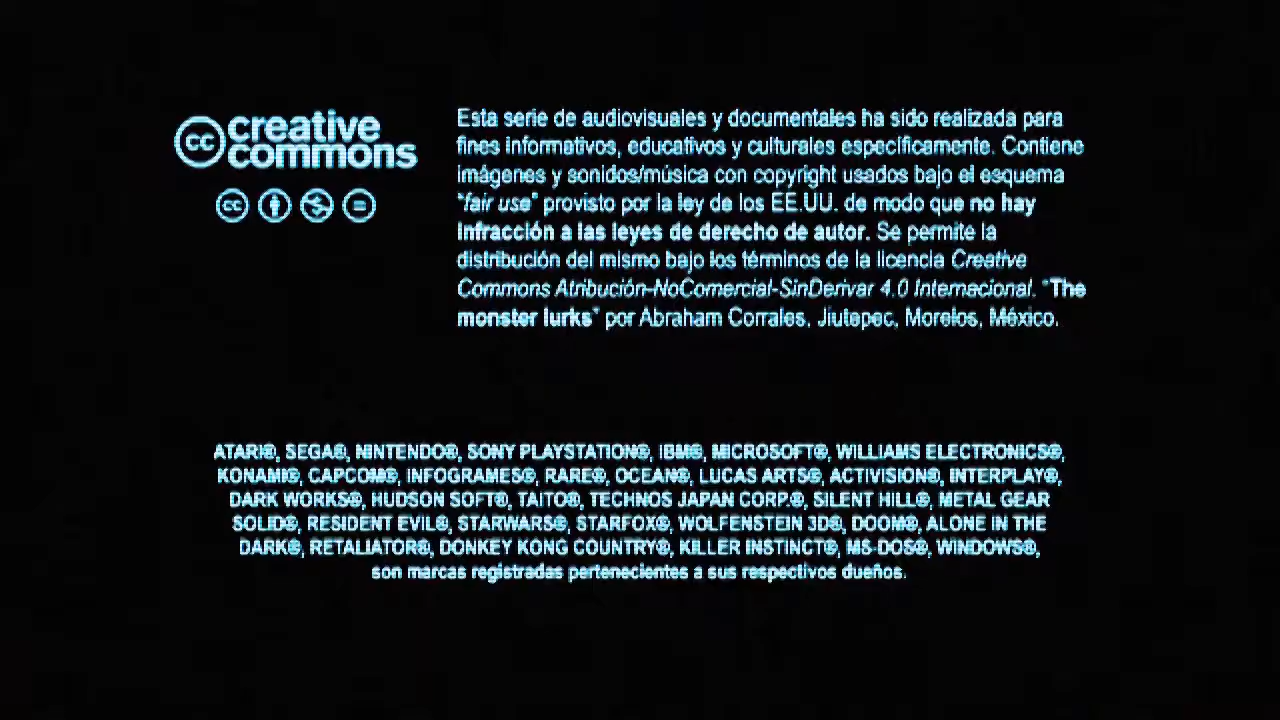 creative
commons
Esta serie de audiovisuales y documentales ha sido realizada para
fines informativos, educativos y culturales específicamente. Contiene
imágenes y sonidos/música con copyright usados bajo el esquema
"fair use" provisto por la ley de los EE.UU. de modo que no hay
infracción a las leyes de derecho de autor. Se permite la
distribución del mismo bajo los términos de la licencia Creative
Commons Atribución-NoComercial-SinDerivar 4.0 Internacional. "The
monster lurks" por Abraham Corrales. Jiutepec, Morelos, México.
ATARI®, SEGA®, NINTENDO®, SONY PLAYSTATION®, IBM®, MICROSOFT®, WILLIAMS ELECTRONICS®,
KONAMI®, CAPCOM®, INFOGRAMES®, RARE®, OCEAN®, LUCAS ARTS®, ACTIVISION®, INTERPLAY®,
DARK WORKS®, HUDSON SOFT®, TAITO®, TECHNOS JAPAN CORP.®, SILENT HILL®, METAL GEAR
SOLID®, RESIDENT EVIL®, STARWARS®, STARFOX®, WOLFENSTEIN 3D®, DOOM®, ALONE IN THE
DARK®, RETALIATOR®, DONKEY KONG COUNTRY®, KILLER INSTINCT®, MS-DOS®, WINDOWS®,
son marcas registradas pertenecientes a sus respectivos dueños.